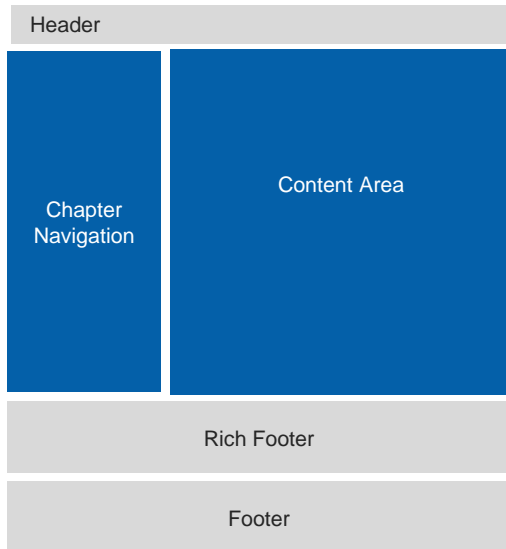 Header
Content Area
Chapter
Navigation
Rich Footer
Footer